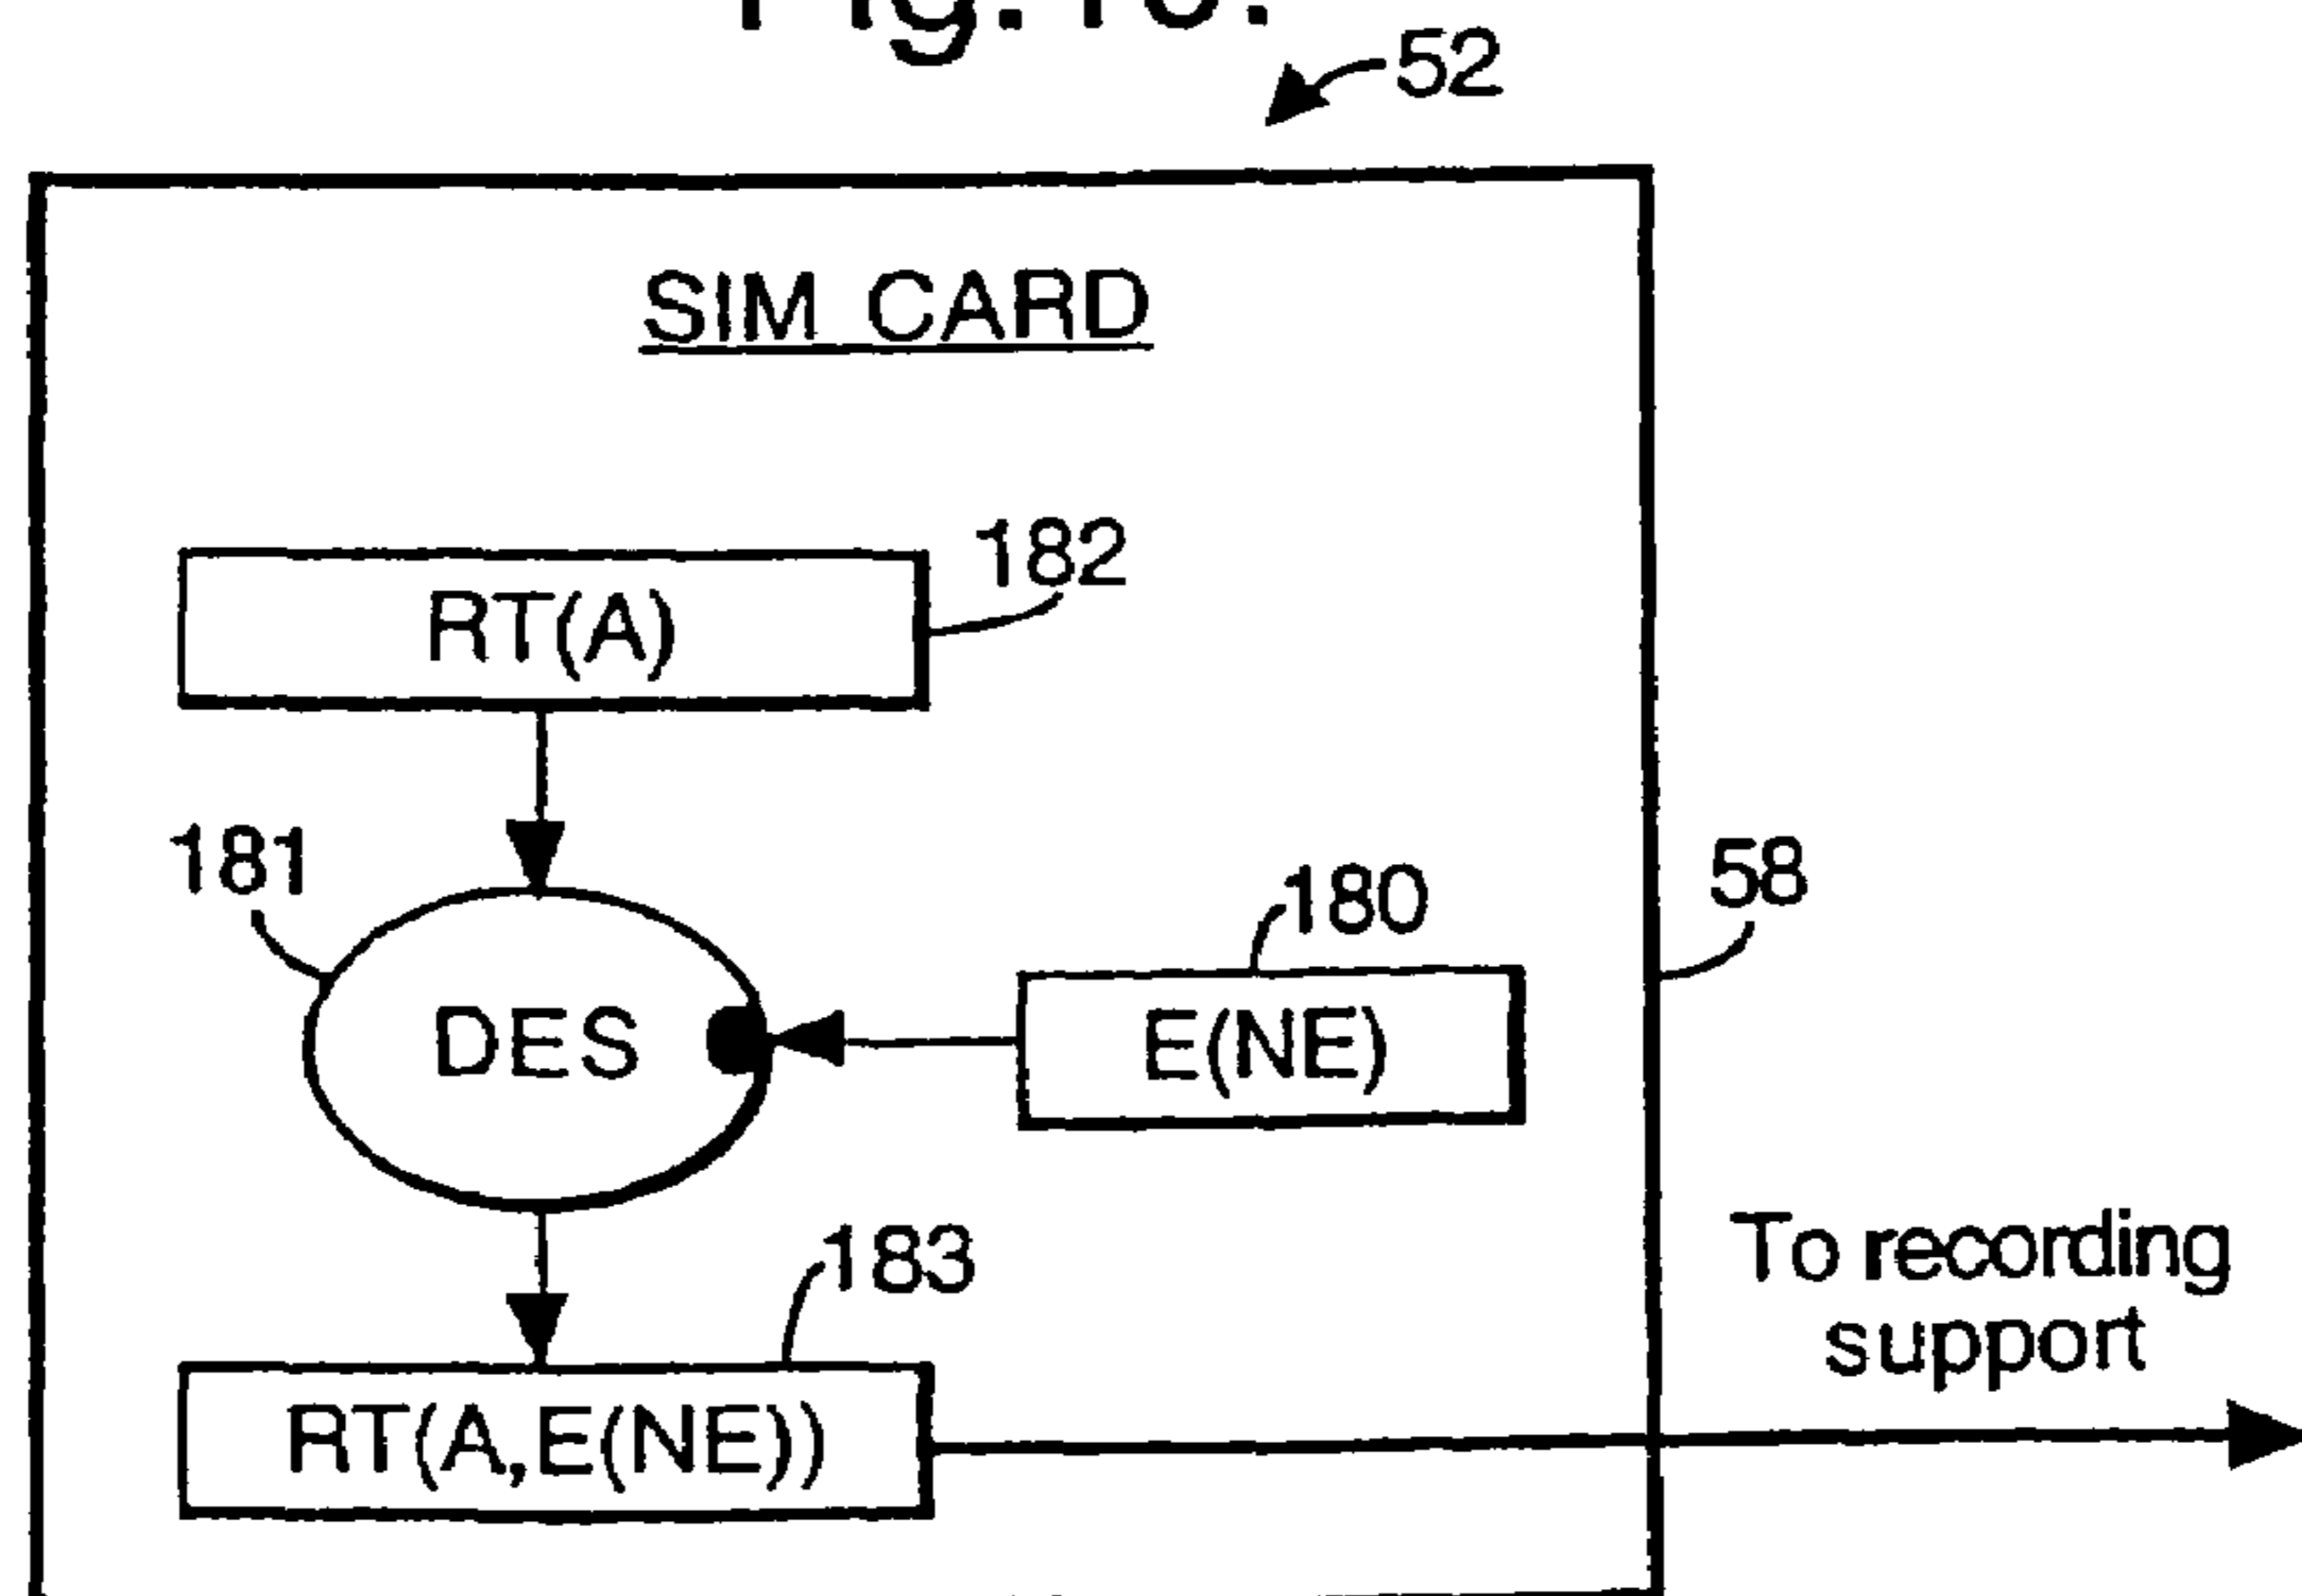 52
SIM CARD
182
RT(A)
181
180
58
DES
E(NE)
183
To recording
support
RT(A,E(NE))